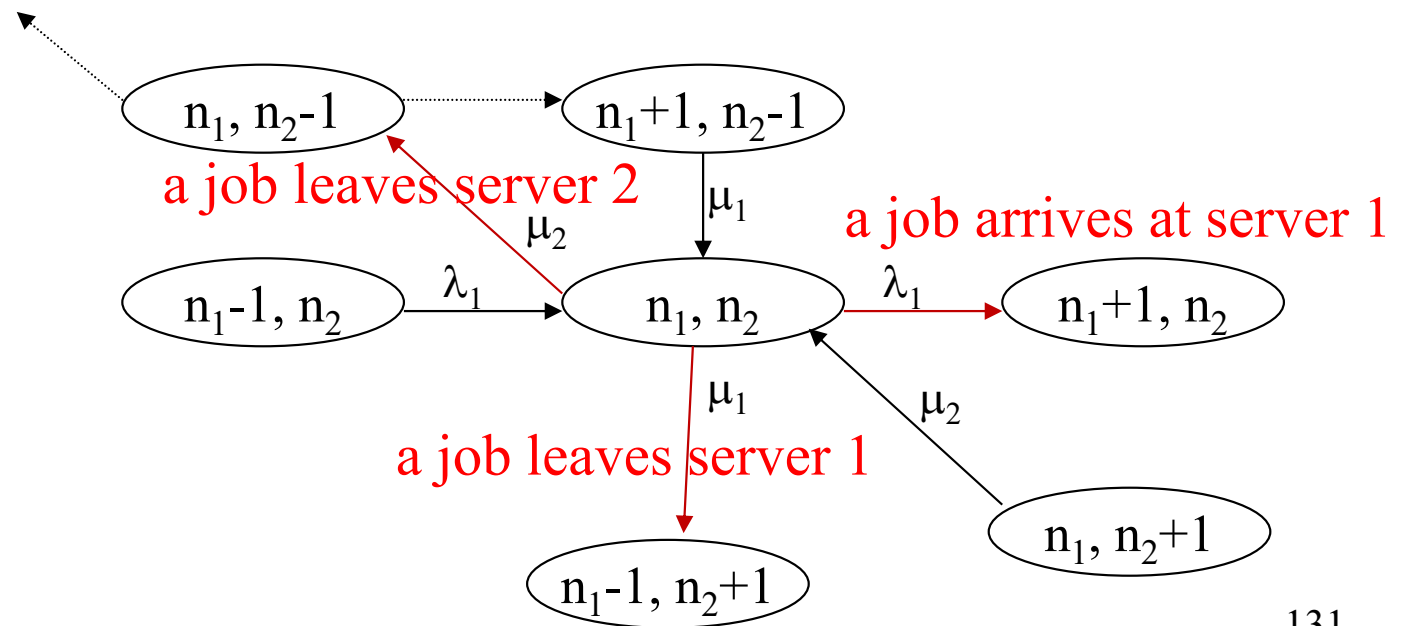 n₁, n₂-1
n₁+1, n₂-1
a job leaves server 2
μ₁
μ₂
a job arrives at server 1
n₁-1, n₂
λ₁
n₁, n₂
λ₁
n₁+1, n₂
μ₁
μ₂
a job leaves server 1
n₁, n₂+1
n₁-1, n₂+1
131